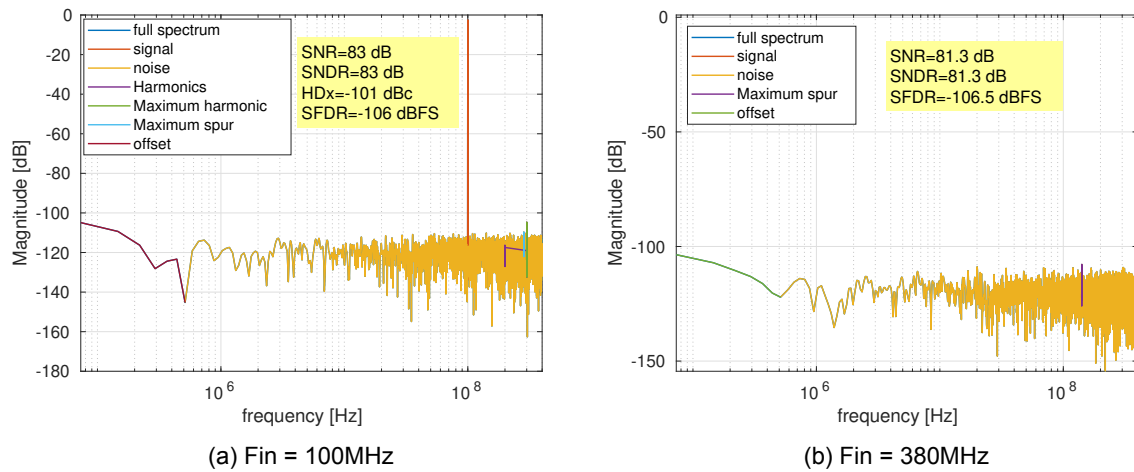 0
-20
-40
-60
-80
-100
-120
-140
-160
-180
Magnitude [dB]
full spectrum
signal
noise
Harmonics
Maximum harmonic
Maximum spur
offset
SNR=83 dB
SNDR=83 dB
HDx=-101 dBc
SFDR=-106 dBFS
10^6
10^8
frequency [Hz]
(a) Fin = 100MHz
0
-50
-100
-150
Magnitude [dB]
full spectrum
signal
noise
Maximum spur
offset
SNR=81.3 dB
SNDR=81.3 dB
SFDR=-106.5 dBFS
10^6
10^8
frequency [Hz]
(b) Fin = 380MHz